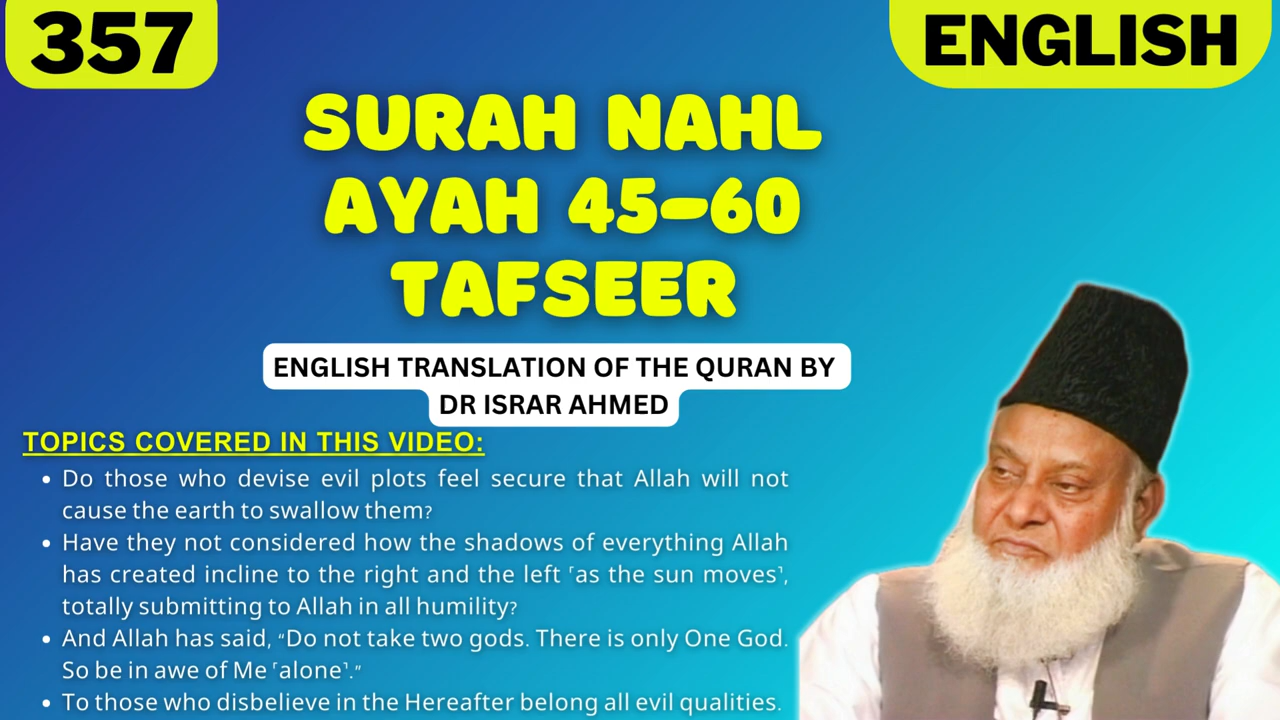 357
ENGLISH
SURAH NAHL
AYAH 45-60
TAFSEER
ENGLISH TRANSLATION OF THE QURAN BY
DR ISRAR AHMED
TOPICS COVERED IN THIS VIDEO:
• Do those who devise evil plots feel secure that Allah will not
cause the earth to swallow them?
• Have they not considered how the shadows of everything Allah
has created incline to the right and the left ˹as the sun moves˺,
totally submitting to Allah in all humility?
• And Allah has said, “Do not take two gods. There is only One God.
So be in awe of Me ˹alone˺.”
• To those who disbelieve in the Hereafter belong all evil qualities.